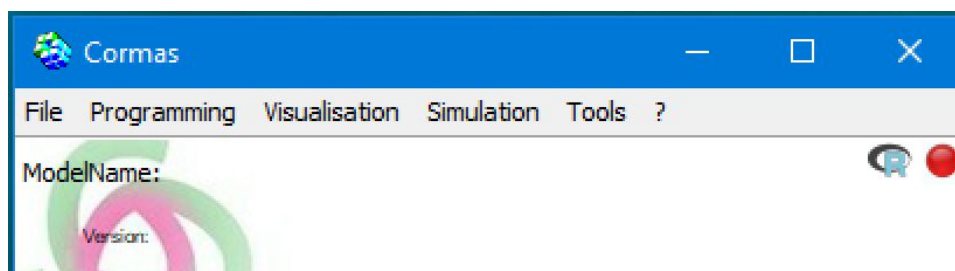 Cormas
File Programming Visualisation Simulation Tools ?
ModelName:
R
Version: